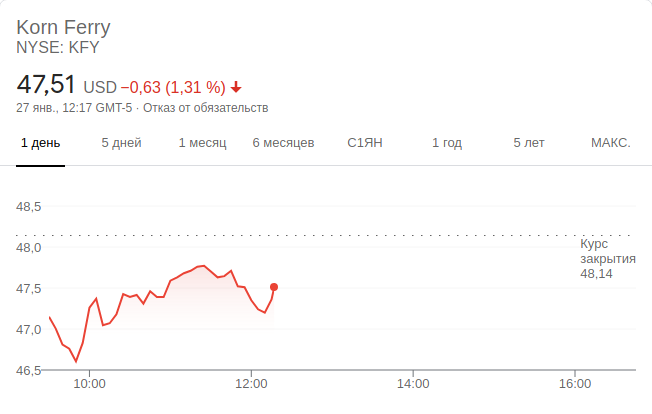 Korn Ferry
NYSE: KFY
47,51 USD −0,63 (1,31 %)
27 янв., 12:17 GMT-5 · Отказ от обязательств
1 день 5 дней 1 месяц 6 месяцев С1ЯН 1 год 5 лет МАКС.
48,5
48,0
Курс
закрытия
48,14
47,5
47,0
46,5
10:00 12:00 14:00 16:00